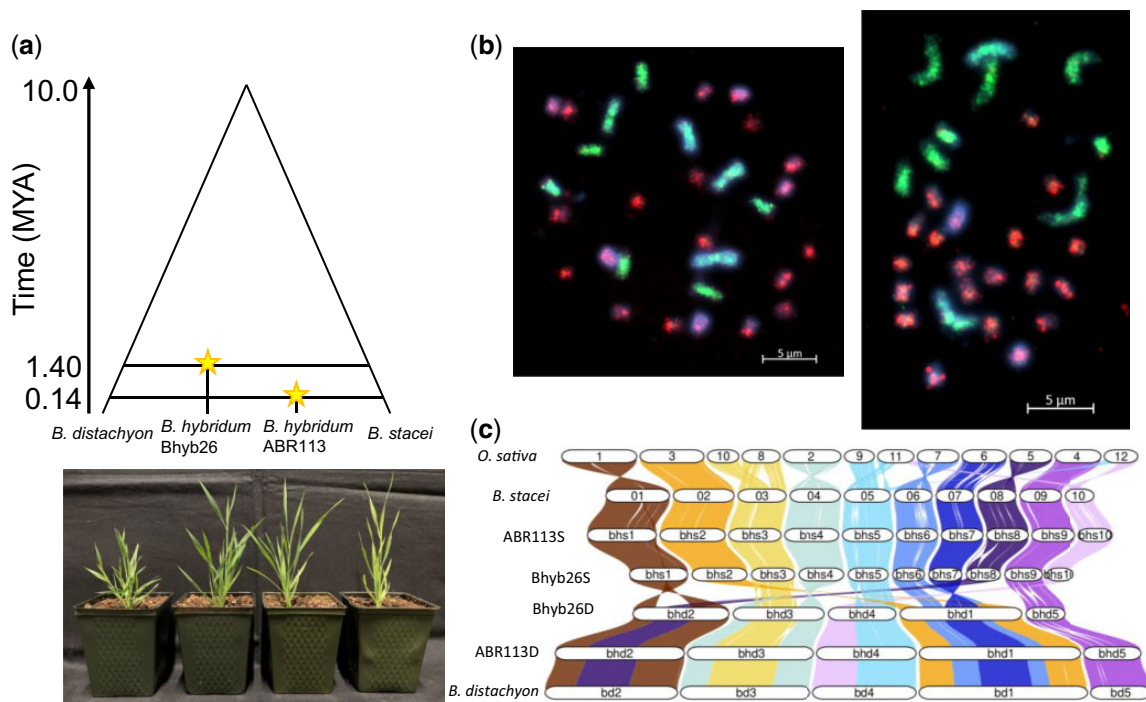 (a)
Time (MYA)
10.0
1.40
0.14
B. distachyon
B. hybridum
Bhyb26
B. hybridum
ABR113
B. stacei
(b)
5 µm
5 µm
(c)
O. sativa
1 3 10 8 2 9 11 7 6 5 4 12
B. stacei
01 02 03 04 05 06 07 08 09 10
ABR113S
bhs1 bhs2 bhs3 bns4 bhs5 bhs6 bhs7 bhs8 bhs9 bhs10
Bhyb26S
bhs1 bhs2 bhs3 bhs4 bhs5 bhs6 bhs7 bhs8 bhs9 bhs10
Bhyb26D
bhd2 bhd3 bhd4 bhd1 bhd5
ABR113D
bhd2 bhd3 bhd4 bhd1 bhd5
B. distachyon
bd2 bd3 bd4 bd1 bd5